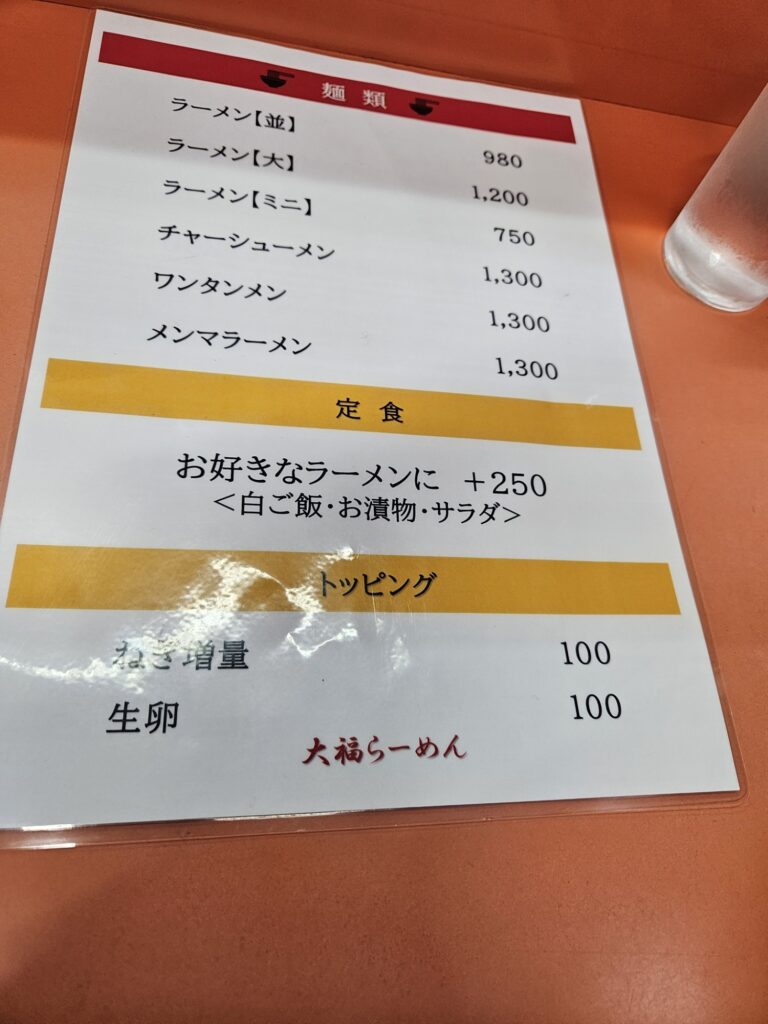 麺類
ラーメン【並】 980
ラーメン【大】 1,200
ラーメン【ミニ】 750
チャーシューメン 1,300
ワンタンメン 1,300
メンマラーメン 1,300
定食
お好きなラーメンに +250
<白ご飯・お漬物・サラダ>
トッピング
ねぎ増量 100
生卵 100
大福らーめん